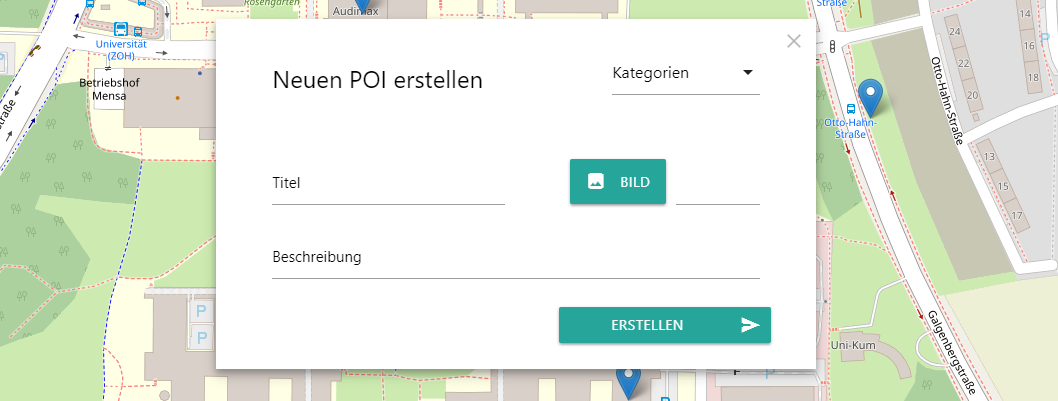 Rosengarten
Audimax
Straße
Universität
(ZOH)
Betriebshof
Mensa
Straße
Neuen POI erstellen
Kategorien
Titel
BILD
Beschreibung
ERSTELLEN
Otto-Hahn-
Straße
Otto-Hahn-Straße
14
24
16
22
18
20
13
15
17
P
P
P
P
Uni-Kum
Galgenbergstraße